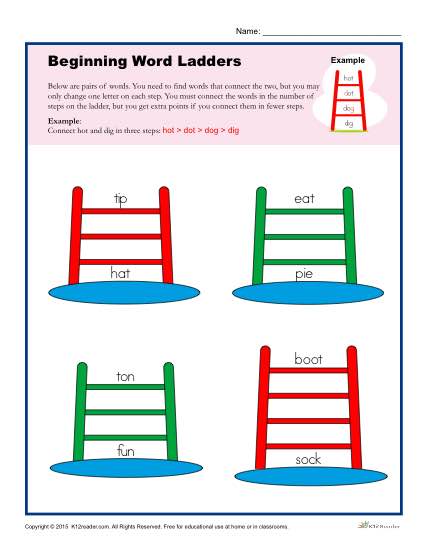 Name:
Beginning Word Ladders
Example
Below are pairs of words. You need to find words that connect the two, but you may
only change one letter on each step. You must connect the words in the number of
steps on the ladder, but you get extra points if you connect them in fewer steps.
Example:
Connect hot and dig in three steps: hot > dot > dog > dig
hot
dot
dog
dig
tip
hat
eat
pie
ton
fun
boot
sock
Copyright © 2015 K12reader.com. All Rights Reserved. Free for educational use at home or in classrooms.
K12Reader